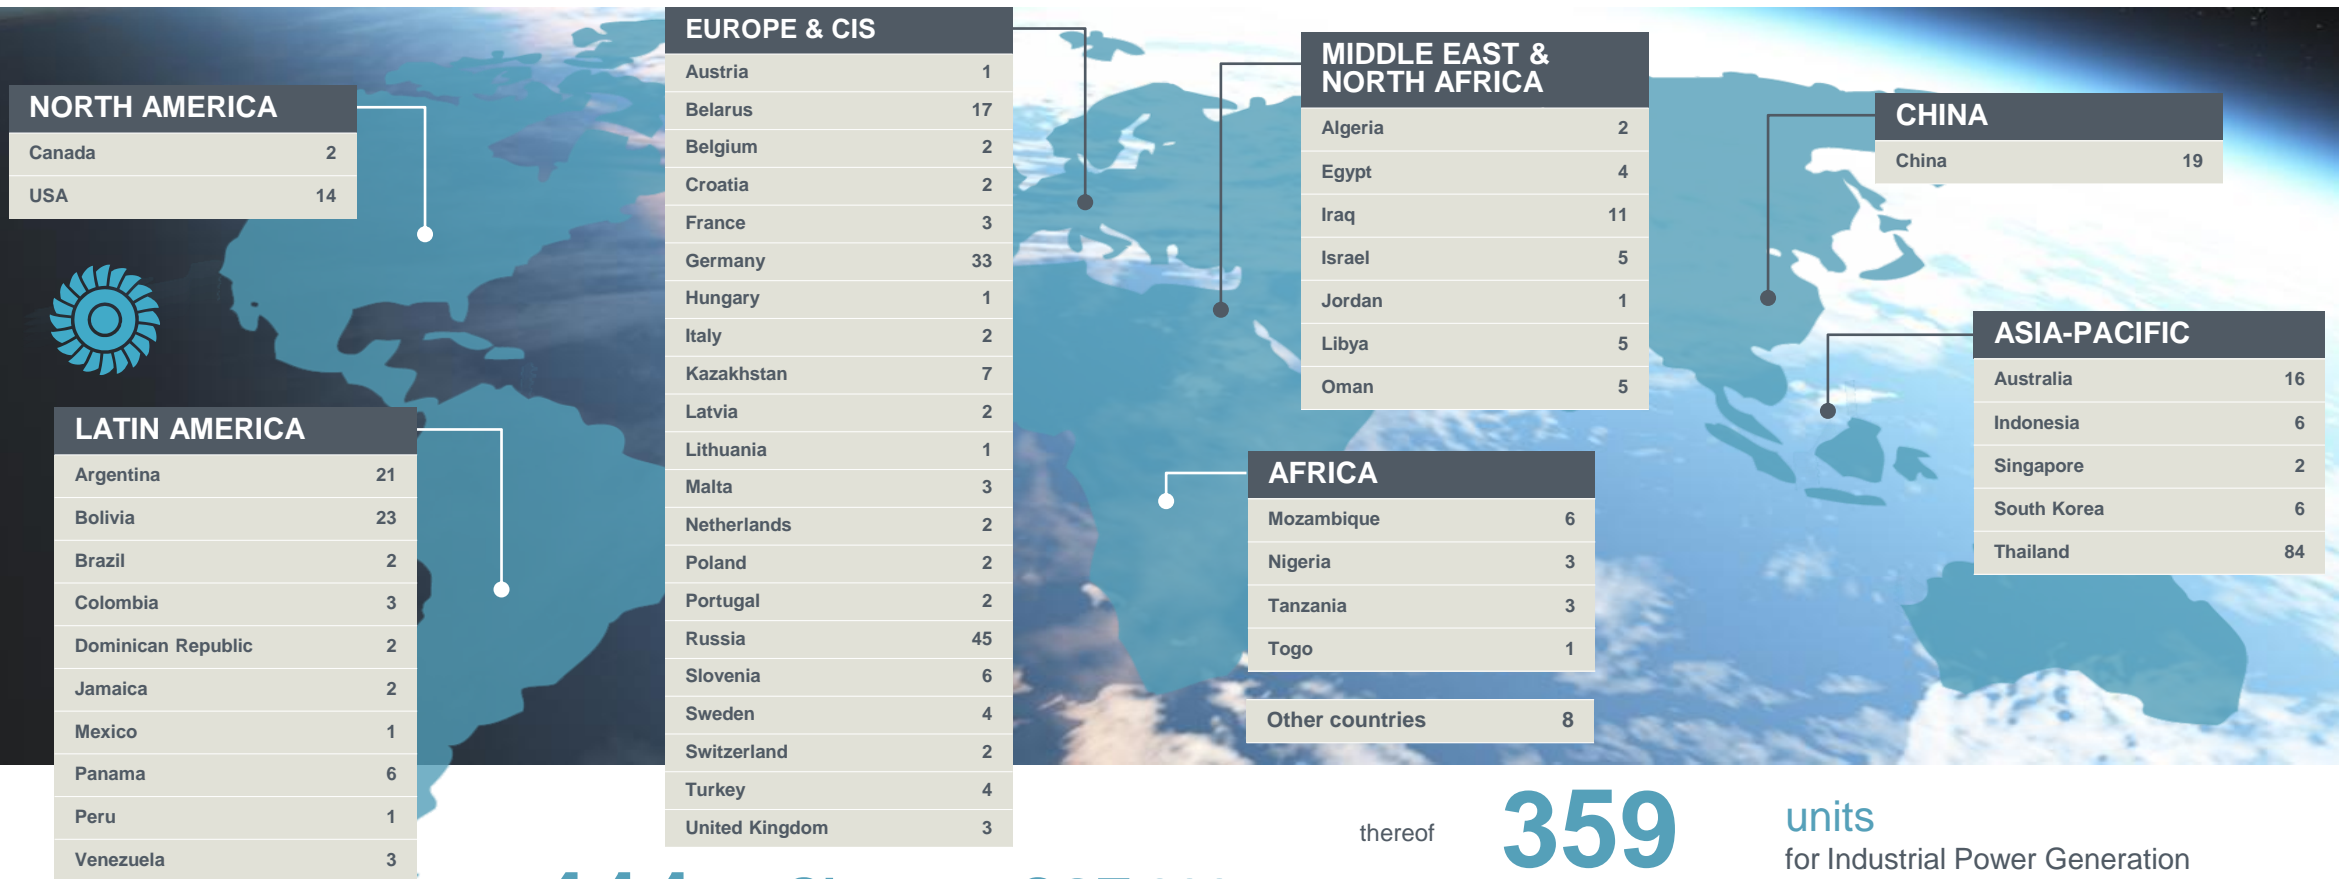 NORTH AMERICA
Canada 2
USA 14
LATIN AMERICA
Argentina 21
Bolivia 23
Brazil 2
Colombia 3
Dominican Republic 2
Jamaica 2
Mexico 1
Panama 6
Peru 1
Venezuela 3
EUROPE & CIS
Austria 1
Belarus 17
Belgium 2
Croatia 2
France 3
Germany 33
Hungary 1
Italy 2
Kazakhstan 7
Latvia 2
Lithuania 1
Malta 3
Netherlands 2
Poland 2
Portugal 2
Russia 45
Slovenia 6
Sweden 4
Switzerland 2
Turkey 4
United Kingdom 3
MIDDLE EAST &
NORTH AFRICA
Algeria 2
Egypt 4
Iraq 11
Israel 5
Jordan 1
Libya 5
Oman 5
AFRICA
Mozambique 6
Nigeria 3
Tanzania 3
Togo 1
Other countries 8
CHINA
China 19
ASIA-PACIFIC
Australia 16
Indonesia 6
Singapore 2
South Korea 6
Thailand 84
thereof 359 units
for Industrial Power Generation